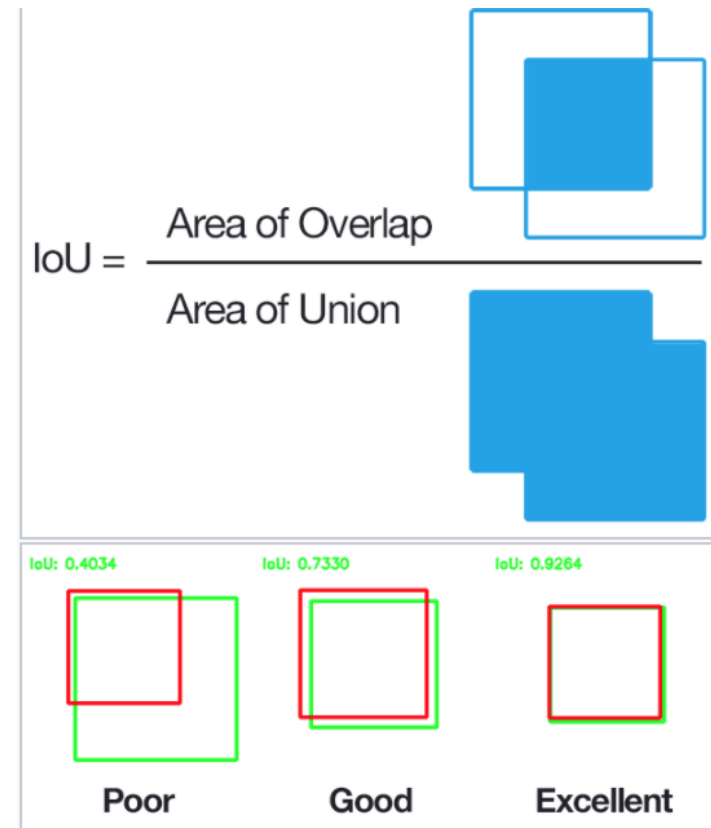 IoU =
Area of Overlap
Area of Union
IoU: 0.4034
IoU: 0.7330
IoU: 0.9264
Poor
Good
Excellent